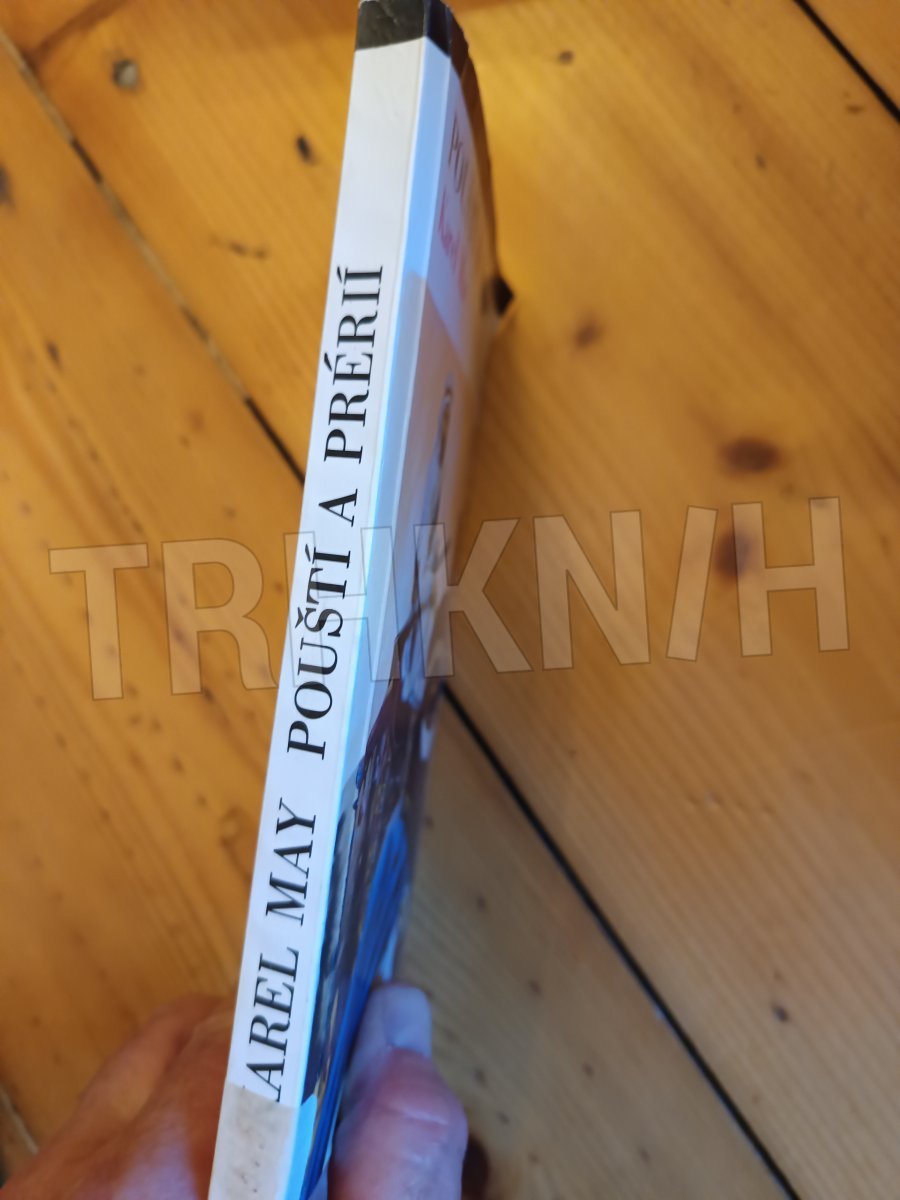 AREL MAY POUŠTÍ A PRÉRIÍ
TRHKNIH